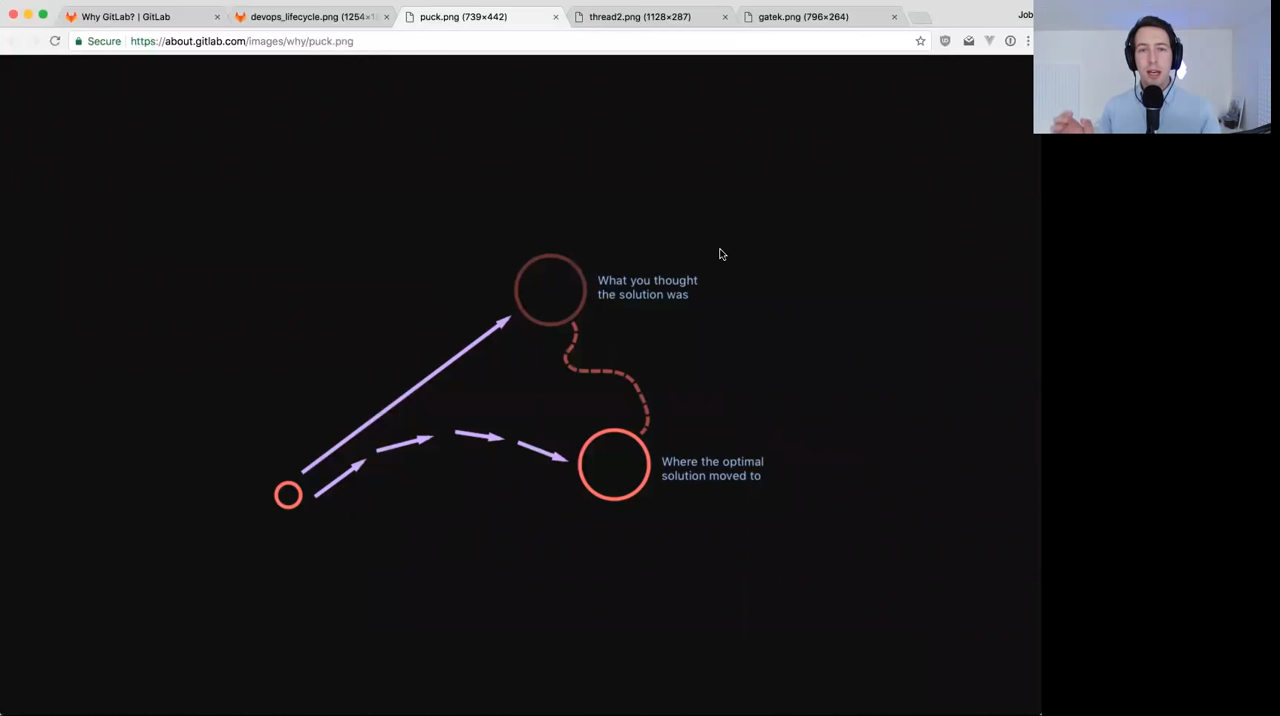 Why GitLab? | GitLab
devops_lifecycle.png (1254×1
puck.png (739×442)
thread2.png (1128×287)
gatek.png (796×264)
Job
Secure
https://about.gitlab.com/images/why/puck.png
What you thought
the solution was
Where the optimal
solution moved to